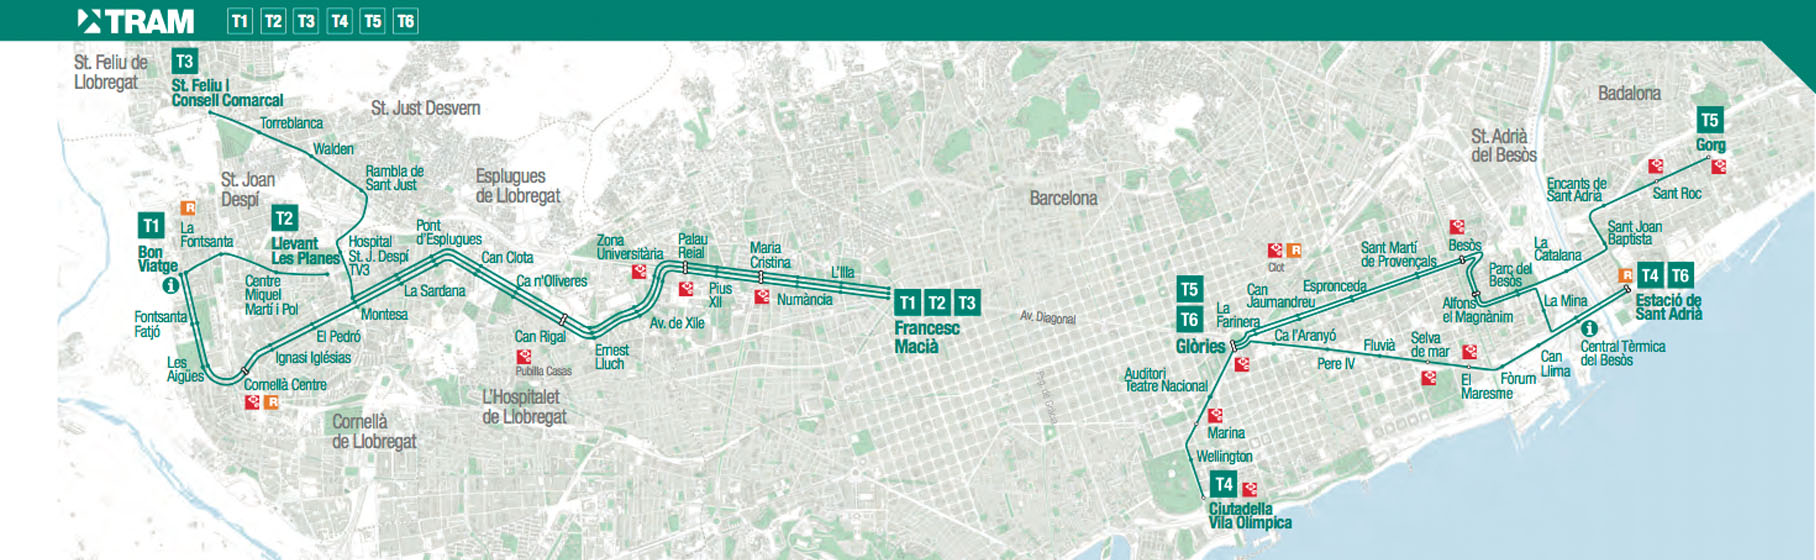 TRAM
T1 T2 T3 T4 T5 T6
St. Feliu de
Llobregat
T3
St. Feliu I
Consell Comarcal
Torreblanca
Walden
St. Just Desvern
Rambla de
Sant Just
St. Joan
Despí
R
La
Fontsanta
T1
Bon
Viatge
i
T2
Llevant
Les Planes
Centre
Miquel
Martí i Pol
Hospital
St. J. Despí
TV3
Fontsanta
Fatjó
Les
Aigües
Cornellà Centre
R
Ignasi Iglésias
El Pedró
Montesa
La Sardana
Pont
d'Esplugues
Can Clota
Ca n'Oliveres
Can Rigal
Pubilla Casas
Ernest
Lluch
Av. de Xile
Esplugues
de Llobregat
Cornellà
de Llobregat
L'Hospitalet
de Llobregat
Zona
Universitària
Palau
Reial
Pius
XII
Maria
Cristina
Numància
L'Illa
T1 T2 T3
Francesc
Macià
Barcelona
Av. Diagonal
T5
T6
Glòries
La
Farinera
Can
Jaumandreu
Espronceda
Clot
R
Sant Martí
de Provençals
Besòs
Alfons
el Magnànim
Parc del
Besòs
La
Catalana
Sant Joan
Baptista
Encants de
Sant Adrià
Sant Roc
T5
Gorg
Badalona
St. Adrià
del Besòs
R
T4 T6
Estació de
Sant Adrià
La Mina
i
Central Tèrmica
del Besòs
Can
Llima
Fòrum
El
Maresme
Selva
de mar
Fluvià
Pere IV
Ca l'Aranyó
Auditori
Teatre Nacional
Marina
Wellington
T4
Ciutadella
Vila Olímpica